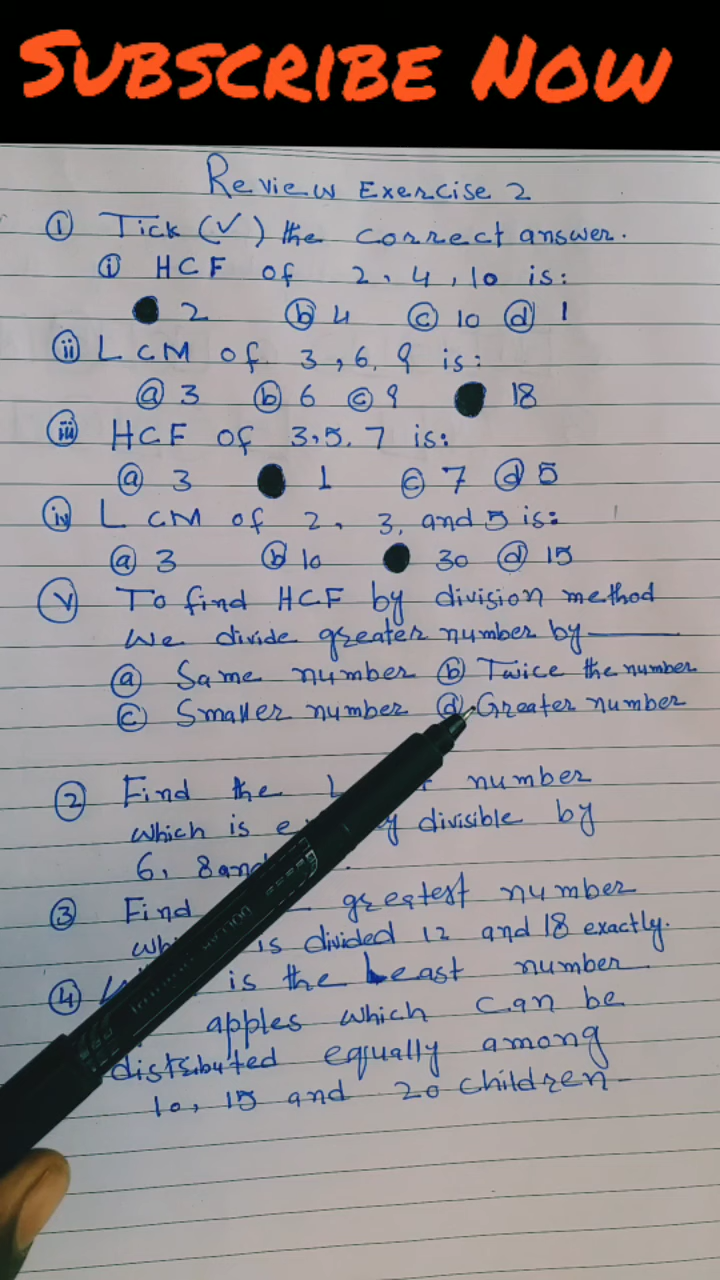 SUBSCRIBE NOW
Review Exercise 2
① Tick (✓) the correct answer.
ⓘ HCF of 2, 4, 10 is:
2 ⓑ 4 ⓒ 10 ⓓ 1
ⓘⓘ LCM of 3, 6, 9 is:
ⓐ 3 ⓑ 6 ⓒ 9 18
ⓘⓘⓘ HCF of 3, 5, 7 is:
ⓐ 3 1 ⓒ 7 ⓓ 5
ⓘⓥ LCM of 2, 3, and 5 is:
ⓐ 3 ⓑ 10 30 ⓓ 15
ⓥ To find HCF by division method
we divide greater number by ———
ⓐ Same number ⓑ Twice the number
ⓒ Smaller number ⓓ Greater number
② Find the number
which is divisible by
6, 8 and
③ Find greatest number
is divided 12 and 18 exactly.
④ is the Least number
apples which can be
distributed equally among
10, 15 and 20 children